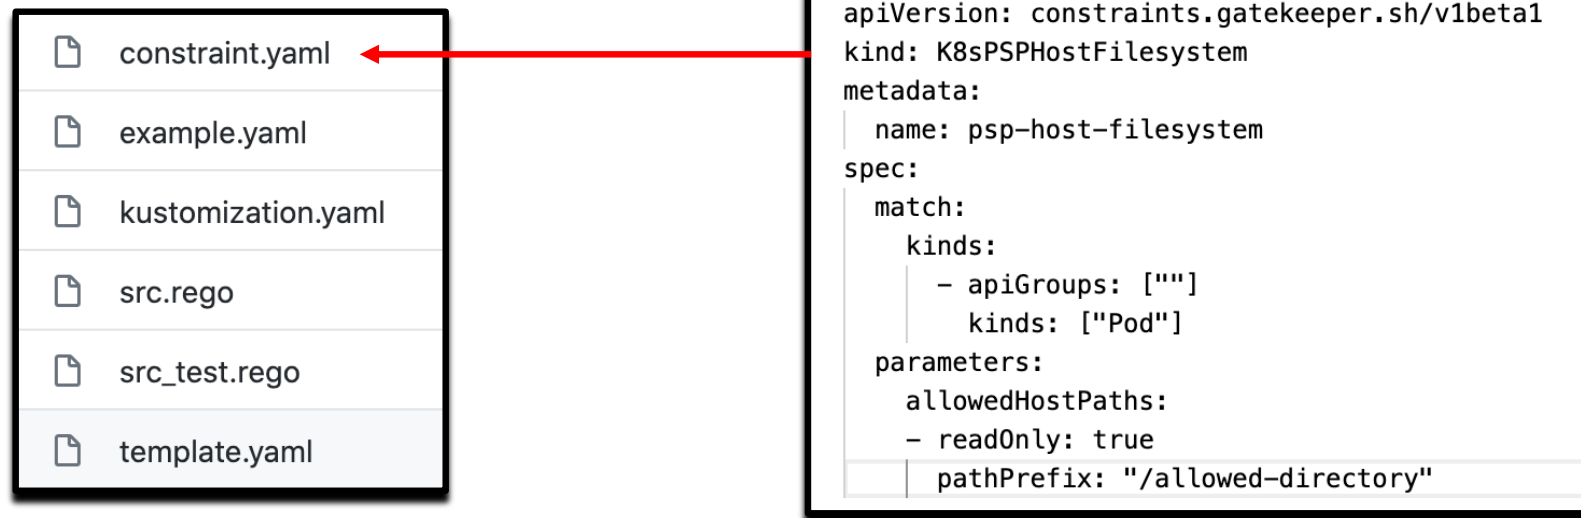 constraint.yaml
example.yaml
kustomization.yaml
src.rego
src_test.rego
template.yaml
apiVersion: constraints.gatekeeper.sh/v1beta1
kind: K8sPSPHostFilesystem
metadata:
  name: psp-host-filesystem
spec:
  match:
    kinds:
      - apiGroups: [""]
        kinds: ["Pod"]
  parameters:
    allowedHostPaths:
    - readOnly: true
      pathPrefix: "/allowed-directory"